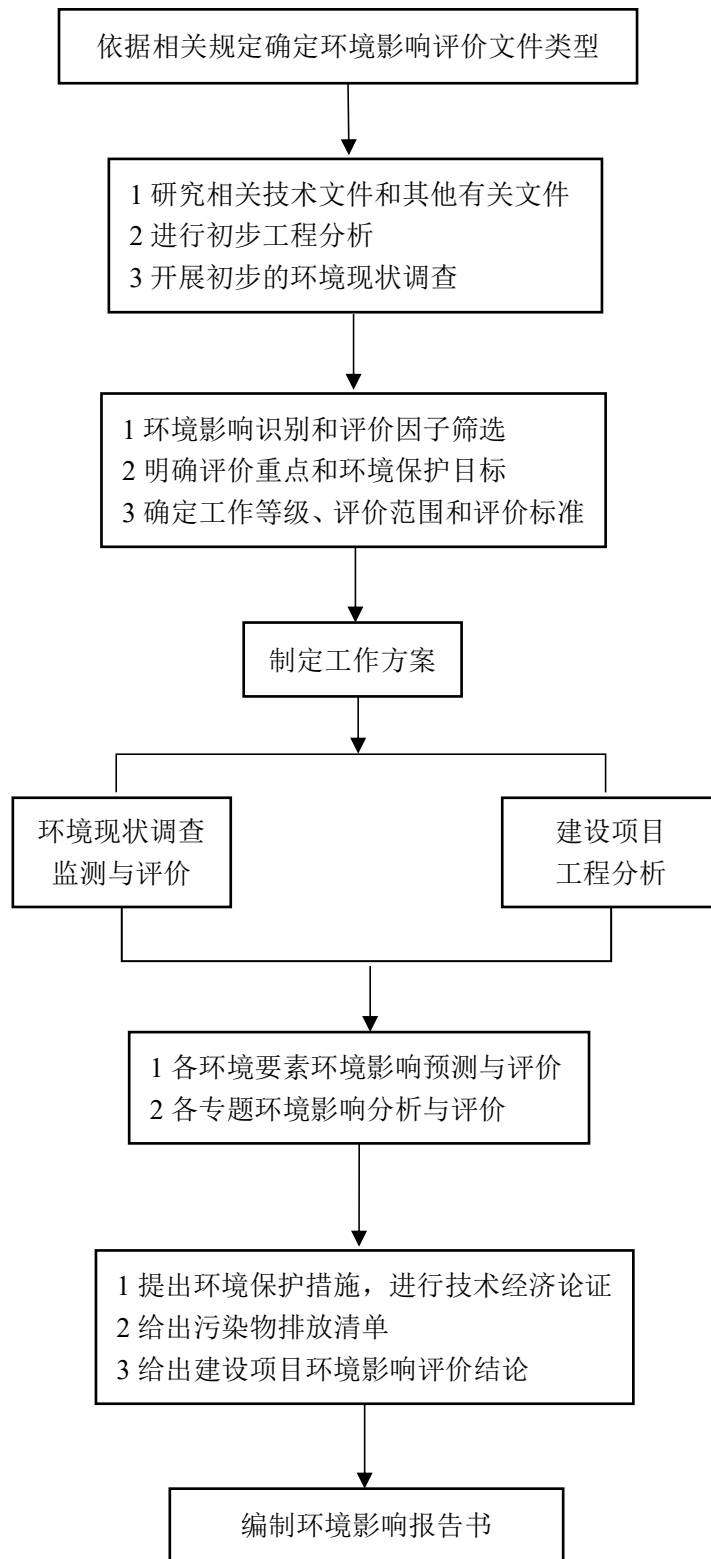 依据相关规定确定环境影响评价文件类型
1 研究相关技术文件和其他有关文件
2 进行初步工程分析
3 开展初步的环境现状调查
1 环境影响识别和评价因子筛选
2 明确评价重点和环境保护目标
3 确定工作等级、评价范围和评价标准
制定工作方案
环境现状调查
监测与评价
建设项目
工程分析
1 各环境要素环境影响预测与评价
2 各专题环境影响分析与评价
1 提出环境保护措施，进行技术经济论证
2 给出污染物排放清单
3 给出建设项目环境影响评价结论
编制环境影响报告书